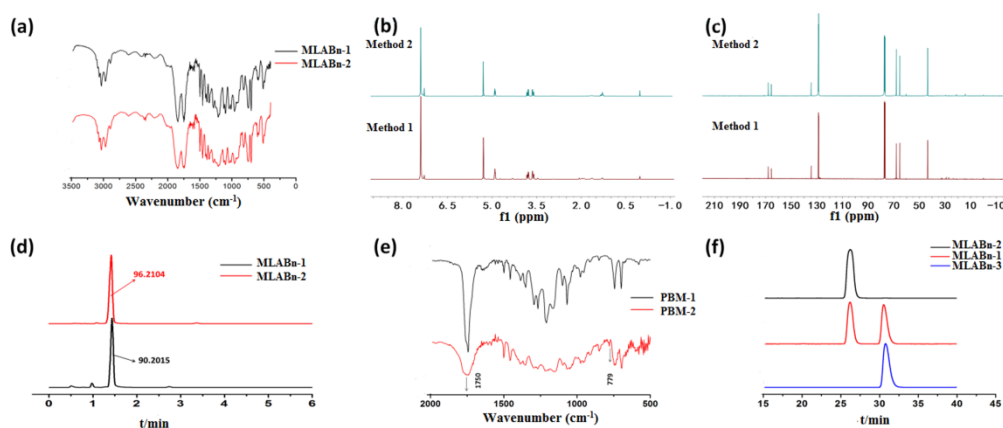 (a)
MLABn-1
MLABn-2
3500 3000 2500 2000 1500 1000 500 0
Wavenumber (cm-1)
(b)
Method 2
Method 1
8.0 6.0 5.0 3.5 2.0 0.5 -1.0
f1 (ppm)
(c)
Method 2
Method 1
210 190 170 150 130 110 90 70 50 30 10 -10
f1 (ppm)
(d)
MLABn-1
MLABn-2
96.2104
90.2015
0 1 2 3 4 5 6
t/min
(e)
PBM-1
PBM-2
1750
779
2000 1500 1000 500
Wavenumber (cm-1)
(f)
MLABn-2
MLABn-1
MLABn-3
15 20 25 30 35 40 45
t/min